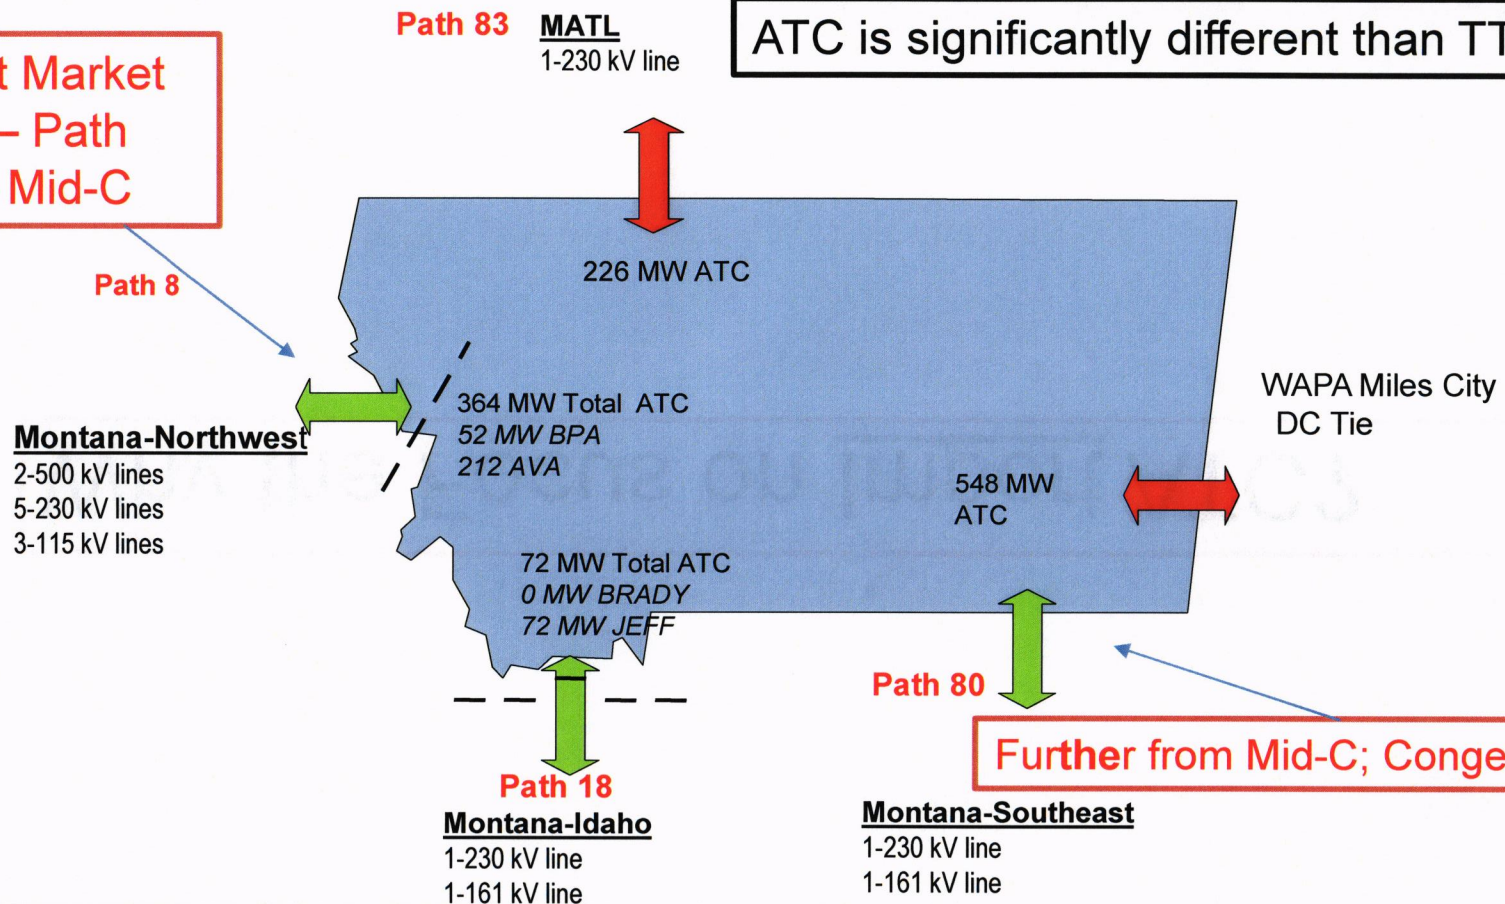 Path 83
MATL
1-230 kV line
ATC is significantly different than TT
t Market
– Path
Mid-C
Path 8
226 MW ATC
364 MW Total ATC
52 MW BPA
212 AVA
Montana-Northwest
2-500 kV lines
5-230 kV lines
3-115 kV lines
WAPA Miles City
DC Tie
548 MW
ATC
72 MW Total ATC
0 MW BRADY
72 MW JEFF
Path 80
Further from Mid-C; Conge
Path 18
Montana-Idaho
1-230 kV line
1-161 kV line
Montana-Southeast
1-230 kV line
1-161 kV line